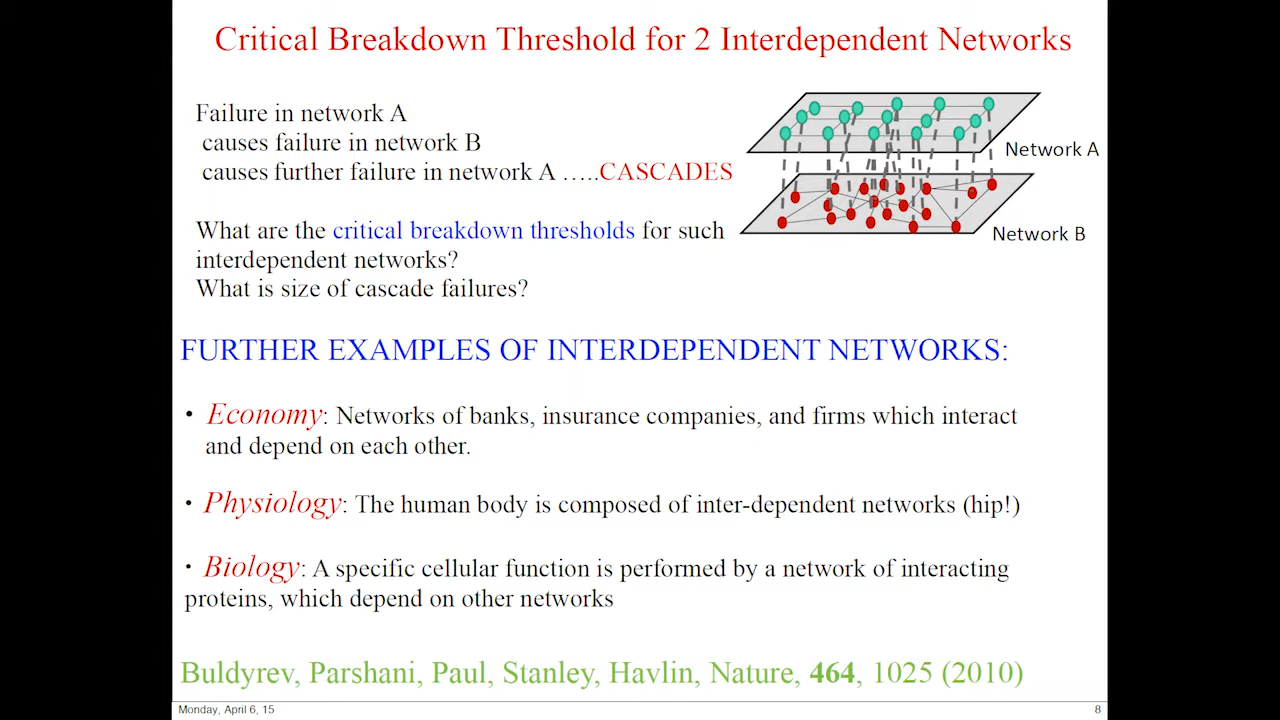 Critical Breakdown Threshold for 2 Interdependent Networks
Failure in network A
causes failure in network B
causes further failure in network A …..CASCADES
Network A
Network B
What are the critical breakdown thresholds for such
interdependent networks?
What is size of cascade failures?
FURTHER EXAMPLES OF INTERDEPENDENT NETWORKS:
• Economy: Networks of banks, insurance companies, and firms which interact
and depend on each other.
• Physiology: The human body is composed of inter-dependent networks (hip!)
• Biology: A specific cellular function is performed by a network of interacting
proteins, which depend on other networks
Buldyrev, Parshani, Paul, Stanley, Havlin, Nature, 464, 1025 (2010)
Monday, April 6, 15
8